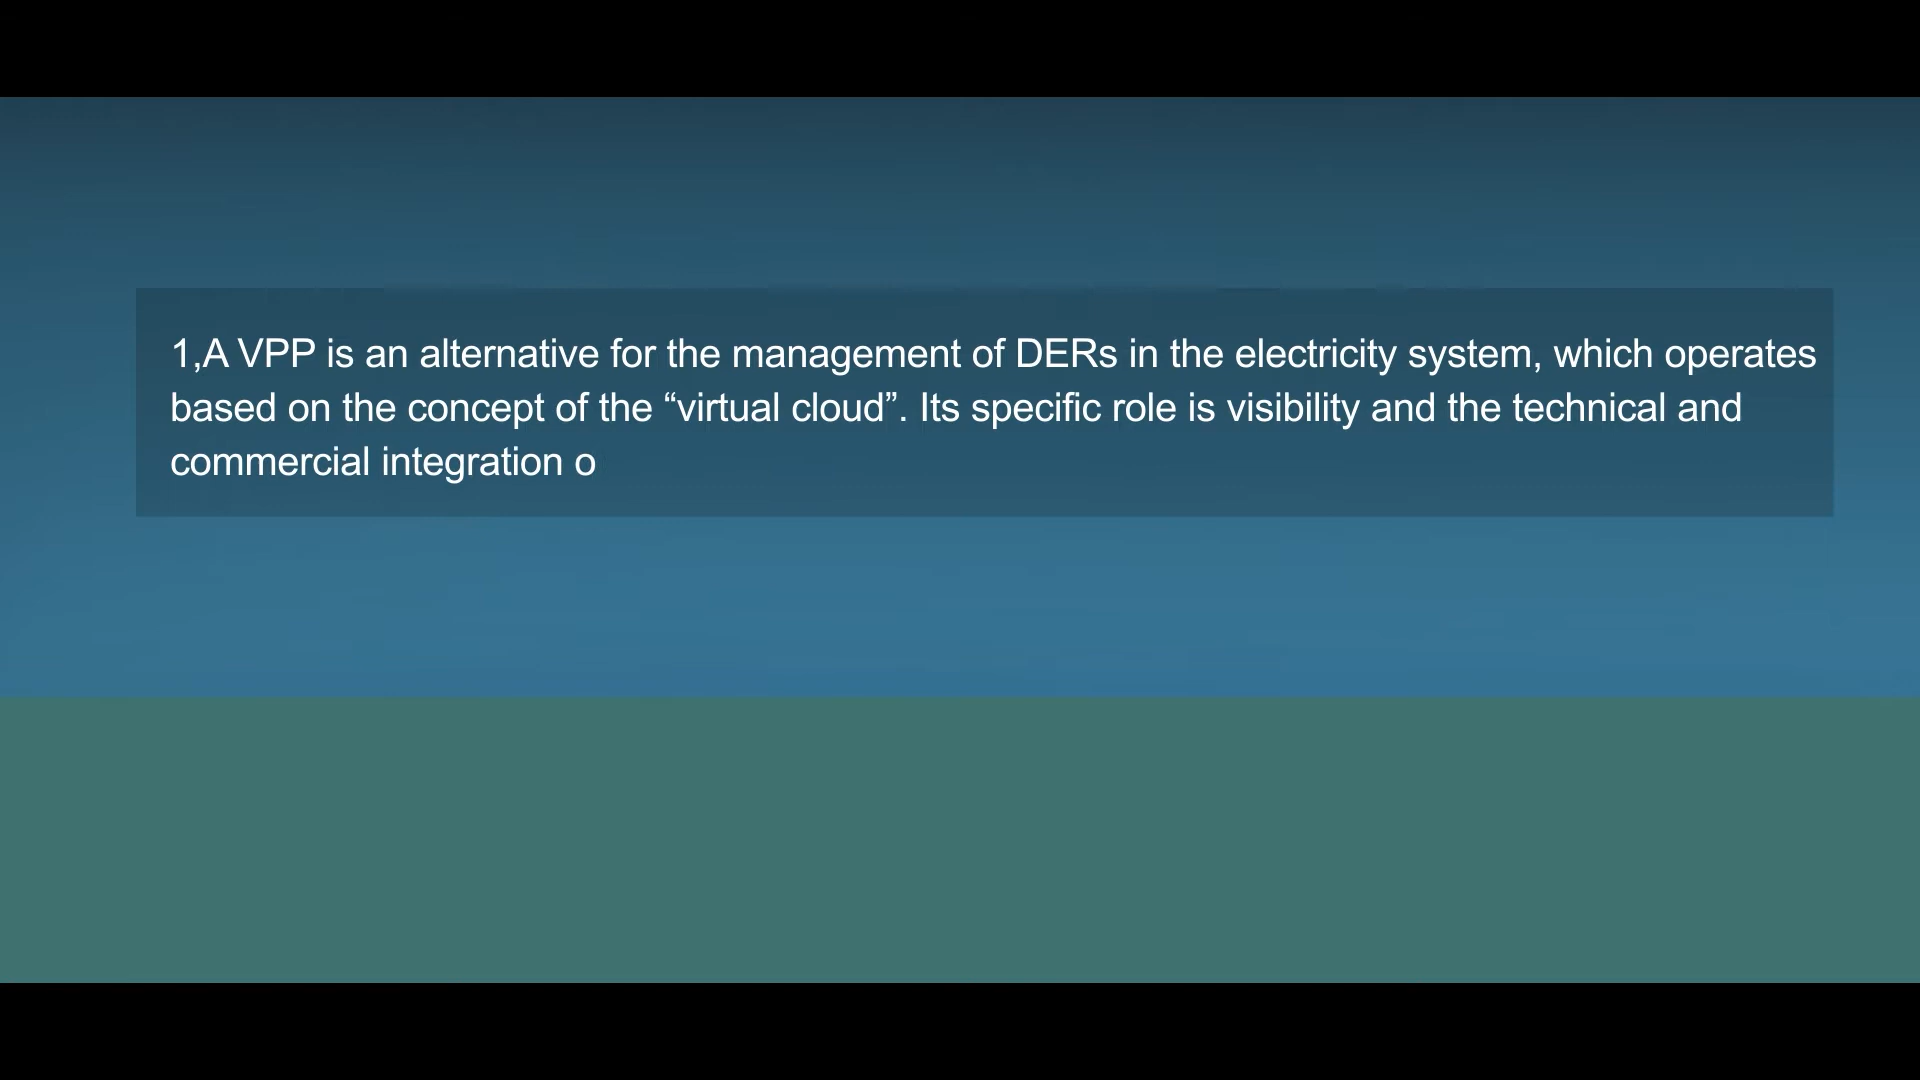 1,A VPP is an alternative for the management of DERs in the electricity system, which operates
based on the concept of the “virtual cloud”. Its specific role is visibility and the technical and
commercial integration o